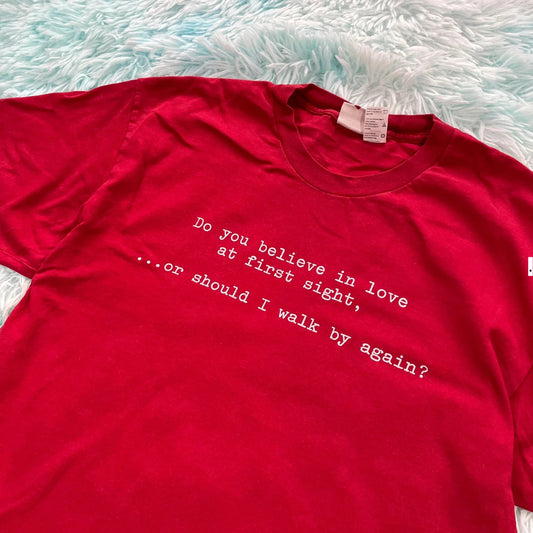 Do you believe in love
at first sight,
...or should I walk by again?